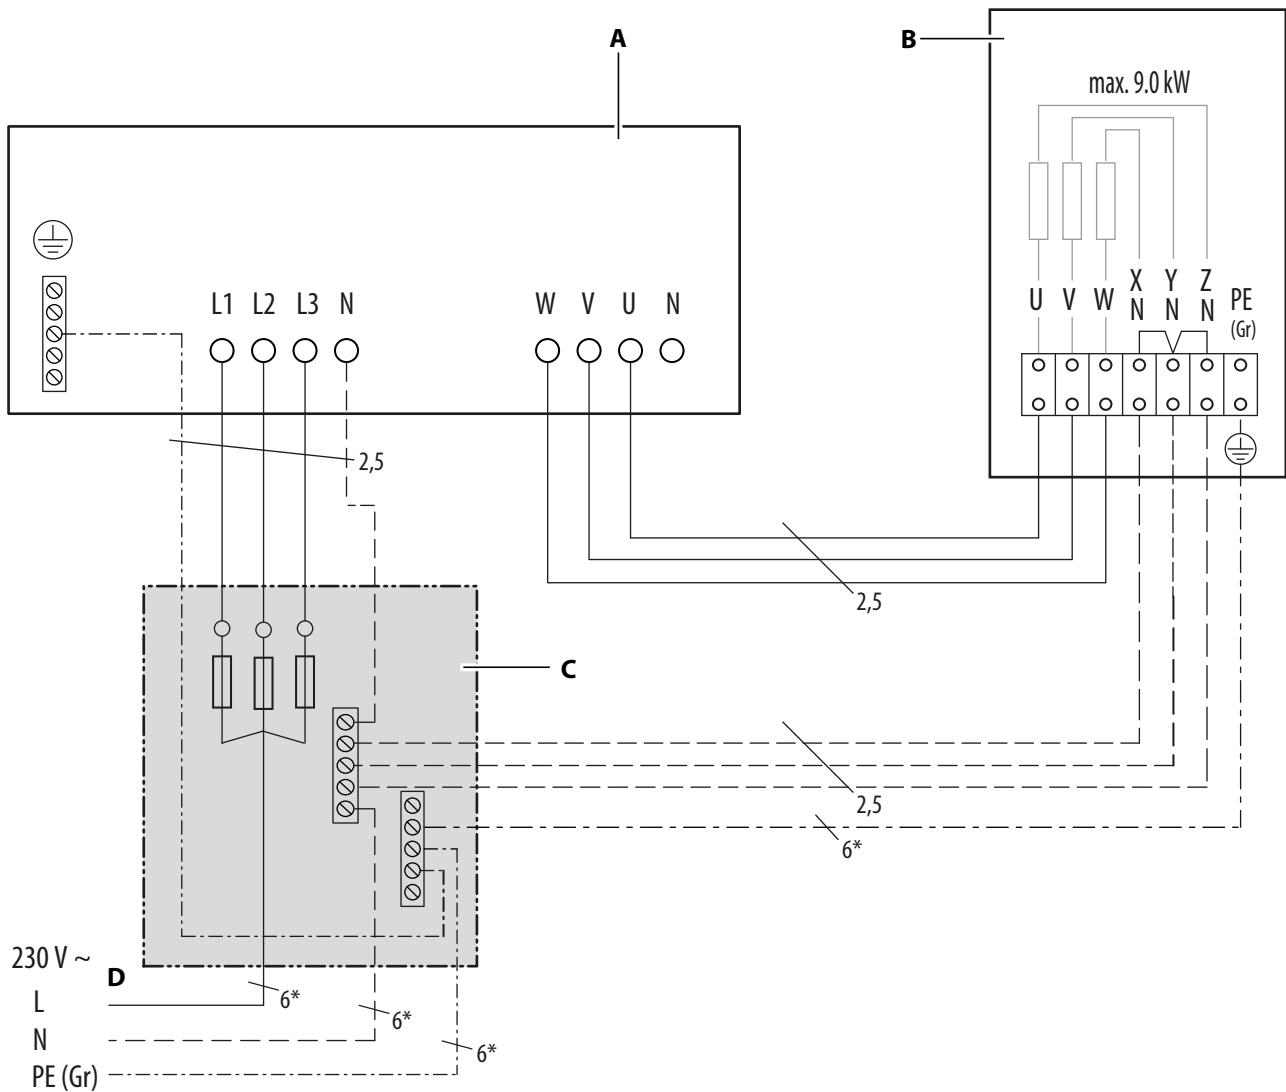 A
B
max. 9.0 kW
L1 L2 L3 N
W V U N
U V W X N Y N Z N PE (Gr)
2,5
2,5
C
2,5
6*
230 V ~
D
L
6*
6*
N
6*
PE (Gr)